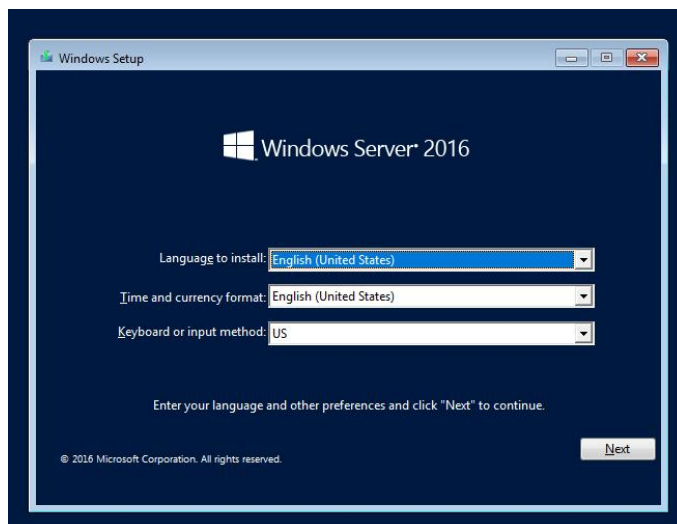 Windows Setup
Windows Server® 2016
Language to install: English (United States)
Time and currency format: English (United States)
Keyboard or input method: US
Enter your language and other preferences and click "Next" to continue.
© 2016 Microsoft Corporation. All rights reserved.
Next